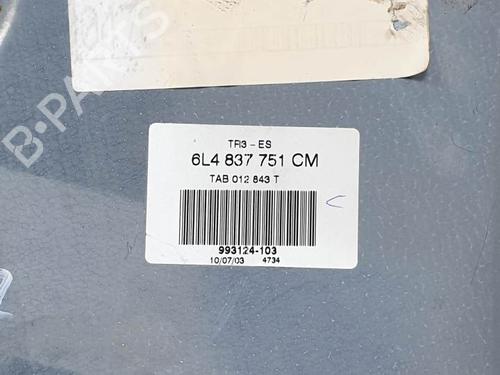 B-PARTS
TR3 - ES
6L4 837 751 CM
TAB 012 843 T
993124-103
10/07/03 4734